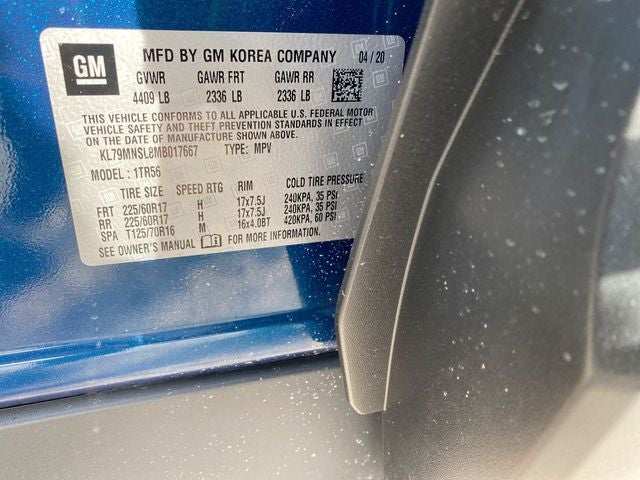 GM
MFD BY GM KOREA COMPANY 04/20
GVWR GAWR FRT GAWR RR
4409 LB 2336 LB 2336 LB
THIS VEHICLE CONFORMS TO ALL APPLICABLE U.S. FEDERAL MOTOR
VEHICLE SAFETY AND THEFT PREVENTION STANDARDS IN EFFECT
ON THE DATE OF MANUFACTURE SHOWN ABOVE.
KL79MNSL8MB017667 TYPE: MPV
MODEL: 1TR56
TIRE SIZE SPEED RTG RIM COLD TIRE PRESSURE
FRT 225/60R17 H 17x7.5J 240KPA, 35 PSI
RR 225/60R17 H 17x7.5J 240KPA, 35 PSI
SPA T125/70R16 M 16x4.0BT 420KPA, 60 PSI
SEE OWNER'S MANUAL FOR MORE INFORMATION.